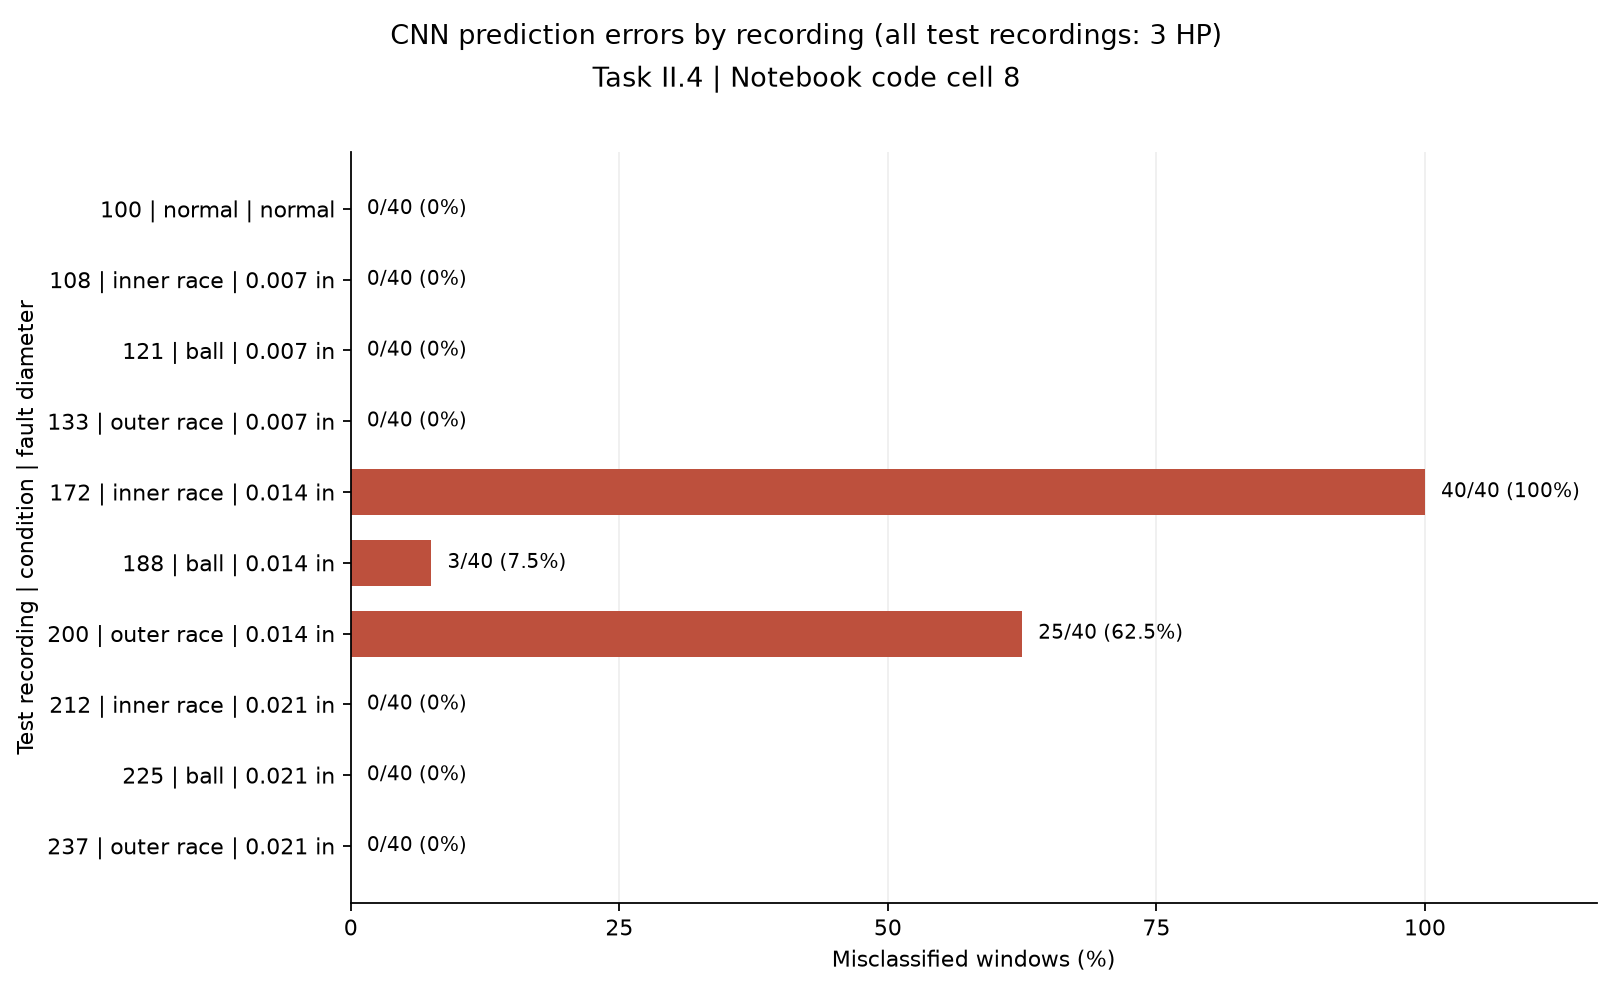 CNN prediction errors by recording (all test recordings: 3 HP)
Task II.4 | Notebook code cell 8
Test recording | condition | fault diameter
100 | normal | normal
0/40 (0%)
108 | inner race | 0.007 in
0/40 (0%)
121 | ball | 0.007 in
0/40 (0%)
133 | outer race | 0.007 in
0/40 (0%)
172 | inner race | 0.014 in
40/40 (100%)
188 | ball | 0.014 in
3/40 (7.5%)
200 | outer race | 0.014 in
25/40 (62.5%)
212 | inner race | 0.021 in
0/40 (0%)
225 | ball | 0.021 in
0/40 (0%)
237 | outer race | 0.021 in
0/40 (0%)
0 25 50 75 100
Misclassified windows (%)